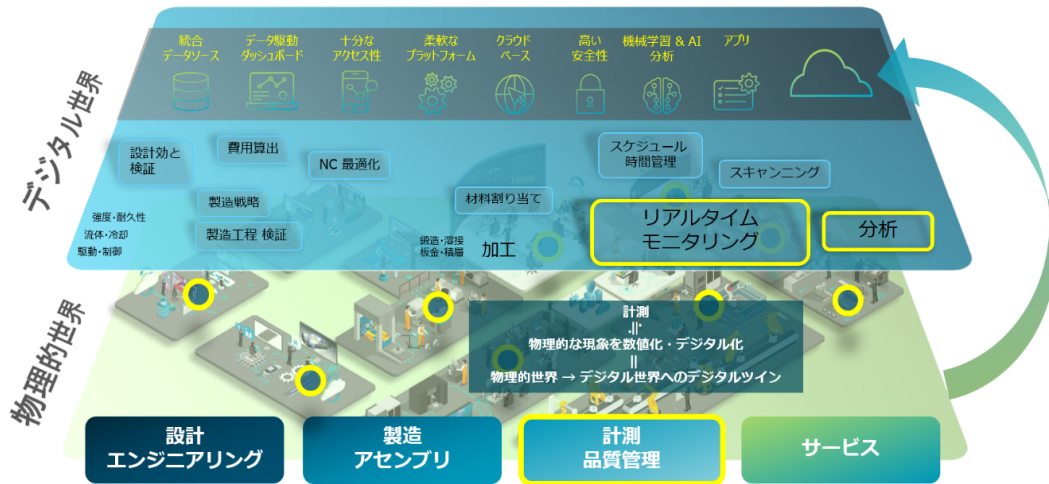 統合
データソース
データ駆動
ダッシュボード
十分な
アクセス性
柔軟な
プラットフォーム
クラウド
ベース
高い
安全性
機械学習 & AI
分析
アプリ
デジタル世界
設計効と
検証
費用算出
NC 最適化
スケジュール
時間管理
スキャンニング
製造戦略
材料割り当て
リアルタイム
モニタリング
分析
強度・耐久性
流体・冷却
駆動・制御
製造工程 検証
鍛造・溶接
板金・積層
加工
物理的世界
計測
.||.
物理的な現象を数値化・デジタル化
||
物理的世界 → デジタル世界へのデジタルツイン
設計
エンジニアリング
製造
アセンブリ
計測
品質管理
サービス